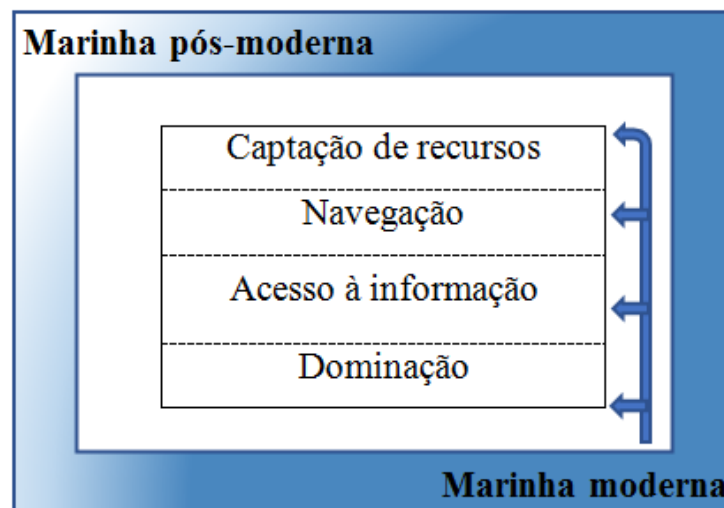 Marinha pós-moderna
Captação de recursos
Navegação
Acesso à informação
Dominação
Marinha moderna